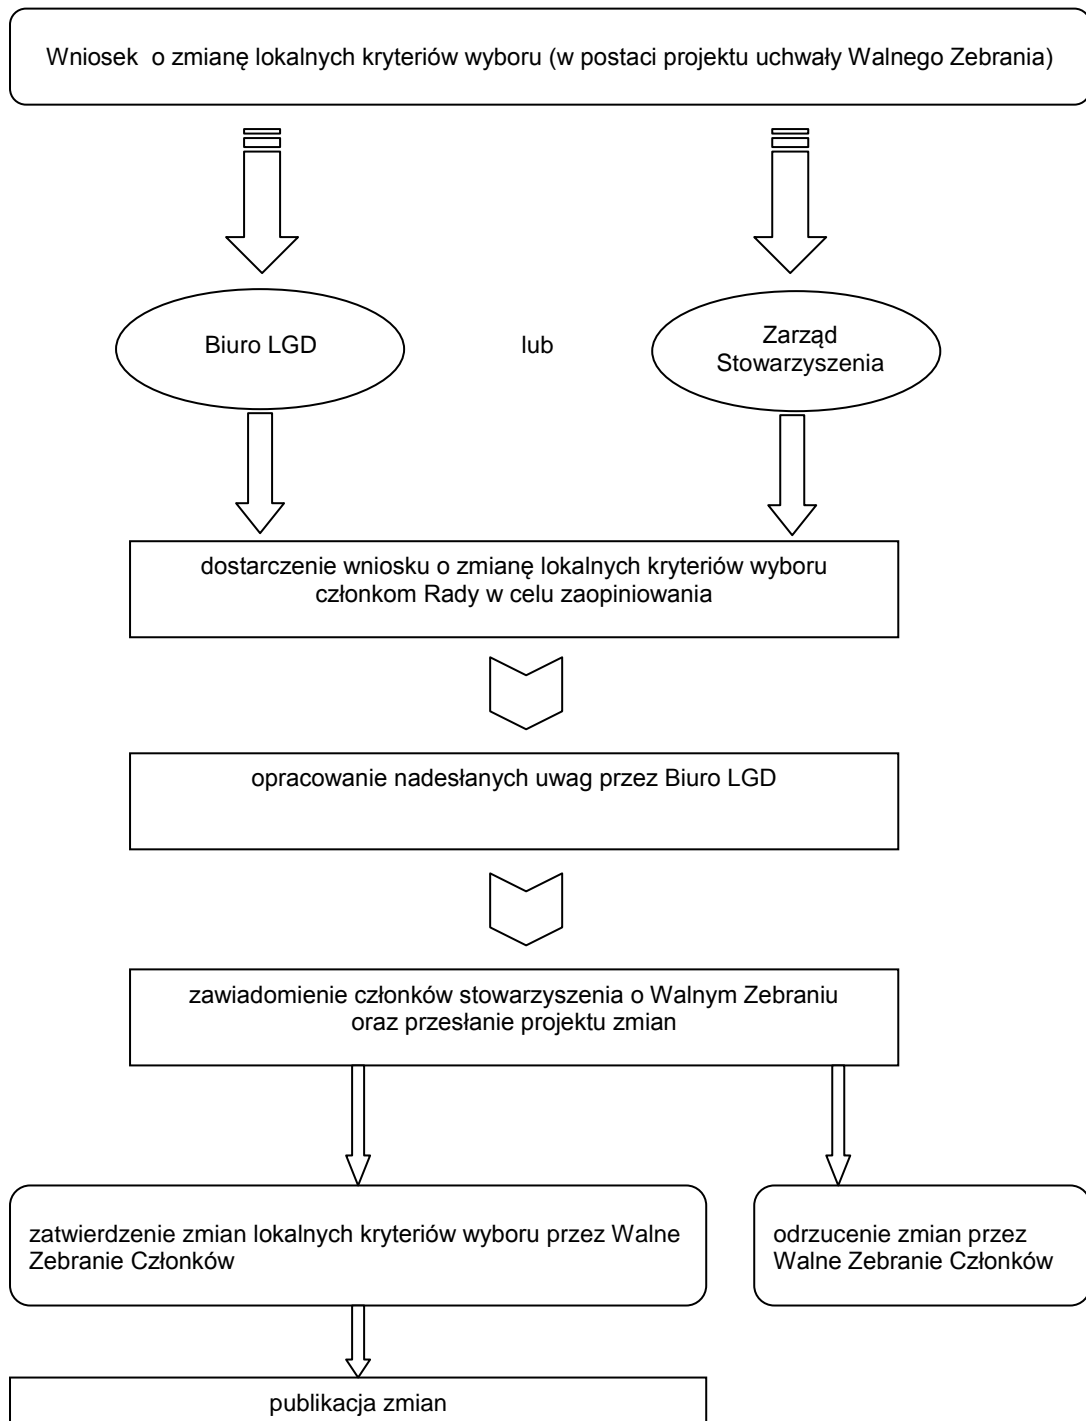 Wniosek o zmianę lokalnych kryteriów wyboru (w postaci projektu uchwały Walnego Zebrania)
Biuro LGD
lub
Zarząd
Stowarzyszenia
dostarczenie wniosku o zmianę lokalnych kryteriów wyboru
członkom Rady w celu zaopiniowania
opracowanie nadesłanych uwag przez Biuro LGD
zawiadomienie członków stowarzyszenia o Walnym Zebraniu
oraz przesłanie projektu zmian
zatwierdzenie zmian lokalnych kryteriów wyboru przez Walne
Zebranie Członków
odrzucenie zmian przez
Walne Zebranie Członków
publikacja zmian